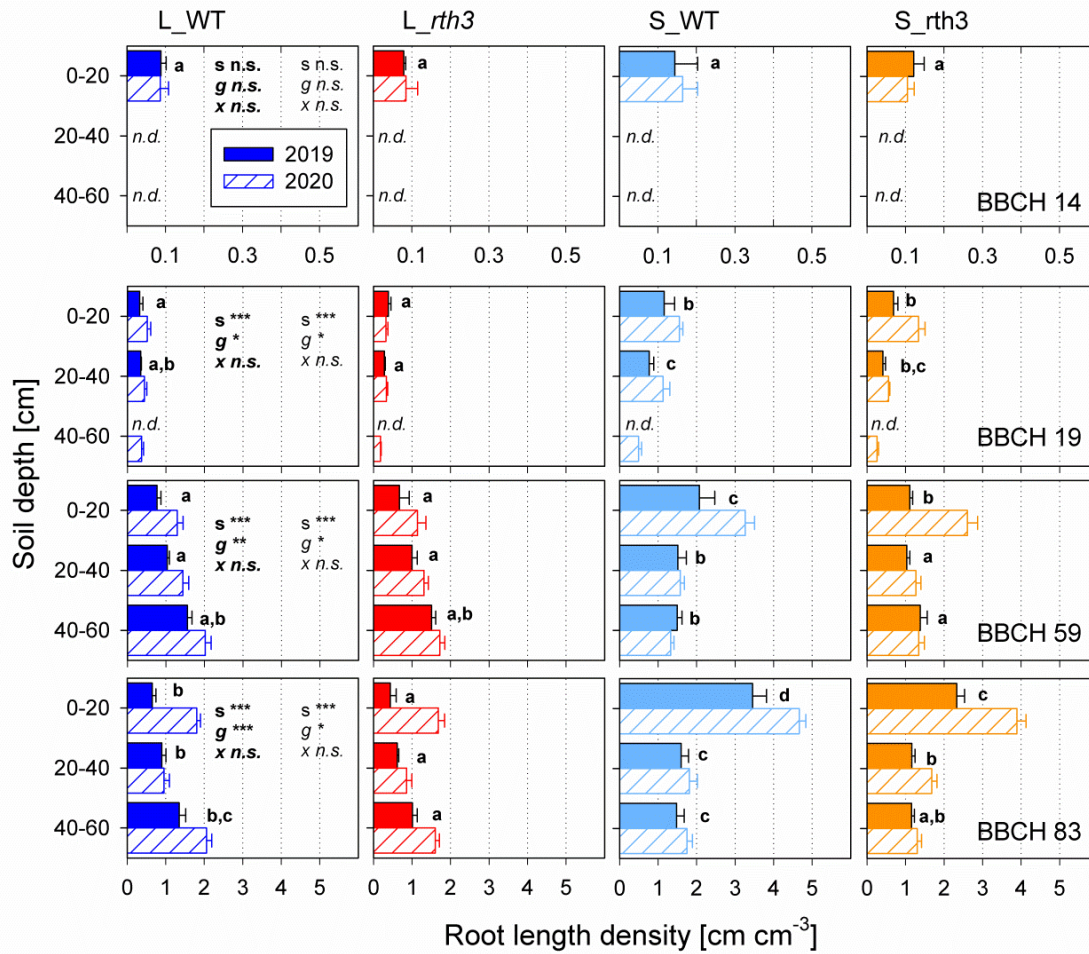 L_WT L_rth3 S_WT S_rth3
Soil depth [cm]
0-20 a s n.s. s n.s. a a a
g n.s. g n.s.
x n.s. x n.s.
20-40 n.d. n.d. n.d. n.d.
2019
2020
40-60 n.d. n.d. n.d. n.d.
BBCH 14
0.1 0.3 0.5 0.1 0.3 0.5 0.1 0.3 0.5 0.1 0.3 0.5
0-20 a s *** s *** a b b
g * g *
20-40 a,b x n.s. x n.s. a c b,c
40-60 n.d. n.d. n.d. n.d.
BBCH 19
0-20 a s *** s *** a c b
g ** g *
20-40 a x n.s. x n.s. a b a
40-60 a,b a,b b a
BBCH 59
0-20 b s *** s *** a d c
g *** g *
x n.s. x n.s.
20-40 b a c b
40-60 b,c a c a,b
BBCH 83
0 1 2 3 4 5 0 1 2 3 4 5 0 1 2 3 4 5 0 1 2 3 4 5
Root length density [cm cm⁻³]